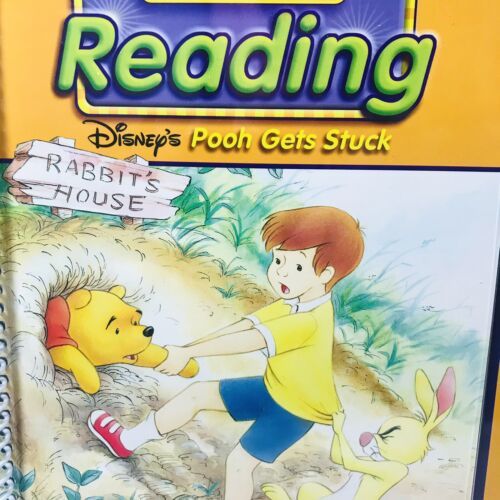 Reading
Disney's Pooh Gets Stuck
RABBIT'S
HOUSE